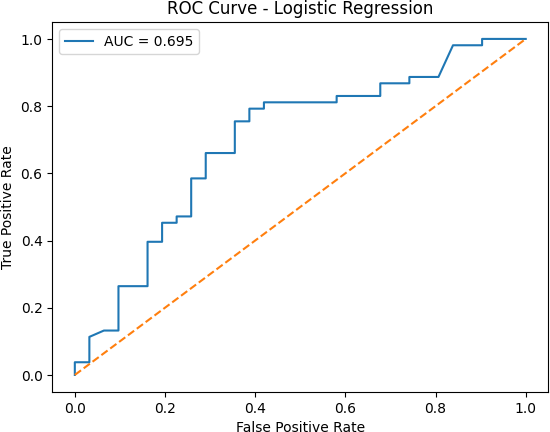 ROC Curve - Logistic Regression
AUC = 0.695
True Positive Rate
1.0
0.8
0.6
0.4
0.2
0.0
0.0 0.2 0.4 0.6 0.8 1.0
False Positive Rate